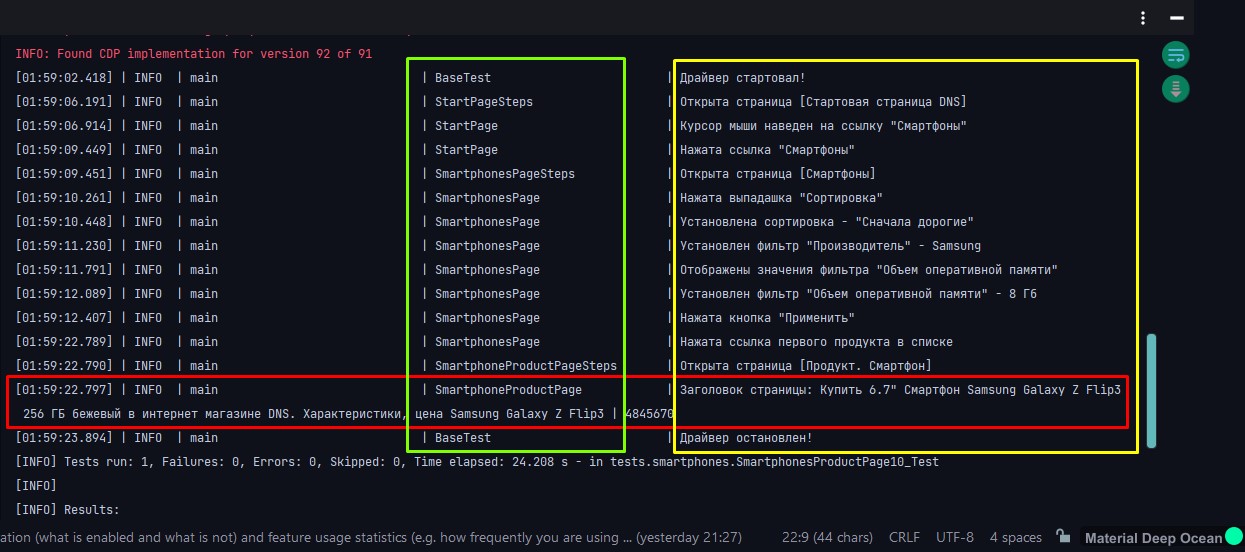 INFO: Found CDP implementation for version 92 of 91
[01:59:02.418] | INFO  | main | BaseTest | Драйвер стартовал!
[01:59:06.191] | INFO  | main | StartPageSteps | Открыта страница [Стартовая страница DNS]
[01:59:06.914] | INFO  | main | StartPage | Курсор мыши наведен на ссылку "Смартфоны"
[01:59:09.449] | INFO  | main | StartPage | Нажата ссылка "Смартфоны"
[01:59:09.451] | INFO  | main | SmartphonesPageSteps | Открыта страница [Смартфоны]
[01:59:10.261] | INFO  | main | SmartphonesPage | Нажата выпадашка "Сортировка"
[01:59:10.448] | INFO  | main | SmartphonesPage | Установлена сортировка - "Сначала дорогие"
[01:59:11.230] | INFO  | main | SmartphonesPage | Установлен фильтр "Производитель" - Samsung
[01:59:11.791] | INFO  | main | SmartphonesPage | Отображены значения фильтра "Объем оперативной памяти"
[01:59:12.089] | INFO  | main | SmartphonesPage | Установлен фильтр "Объем оперативной памяти" - 8 Гб
[01:59:12.407] | INFO  | main | SmartphonesPage | Нажата кнопка "Применить"
[01:59:22.789] | INFO  | main | SmartphonesPage | Нажата ссылка первого продукта в списке
[01:59:22.790] | INFO  | main | SmartphoneProductPageSteps | Открыта страница [Продукт. Смартфон]
[01:59:22.797] | INFO  | main | SmartphoneProductPage | Заголовок страницы: Купить 6.7" Смартфон Samsung Galaxy Z Flip3
256 ГБ бежевый в интернет магазине DNS. Характеристики, цена Samsung Galaxy Z Flip3 | 4845670
[01:59:23.894] | INFO  | main | BaseTest | Драйвер остановлен!
[INFO] Tests run: 1, Failures: 0, Errors: 0, Skipped: 0, Time elapsed: 24.208 s - in tests.smartphones.SmartphonesProductPage10_Test
[INFO]
[INFO] Results:
ation (what is enabled and what is not) and feature usage statistics (e.g. how frequently you are using ... (yesterday 21:27) 22:9 (44 chars) CRLF UTF-8 4 spaces Material Deep Ocean